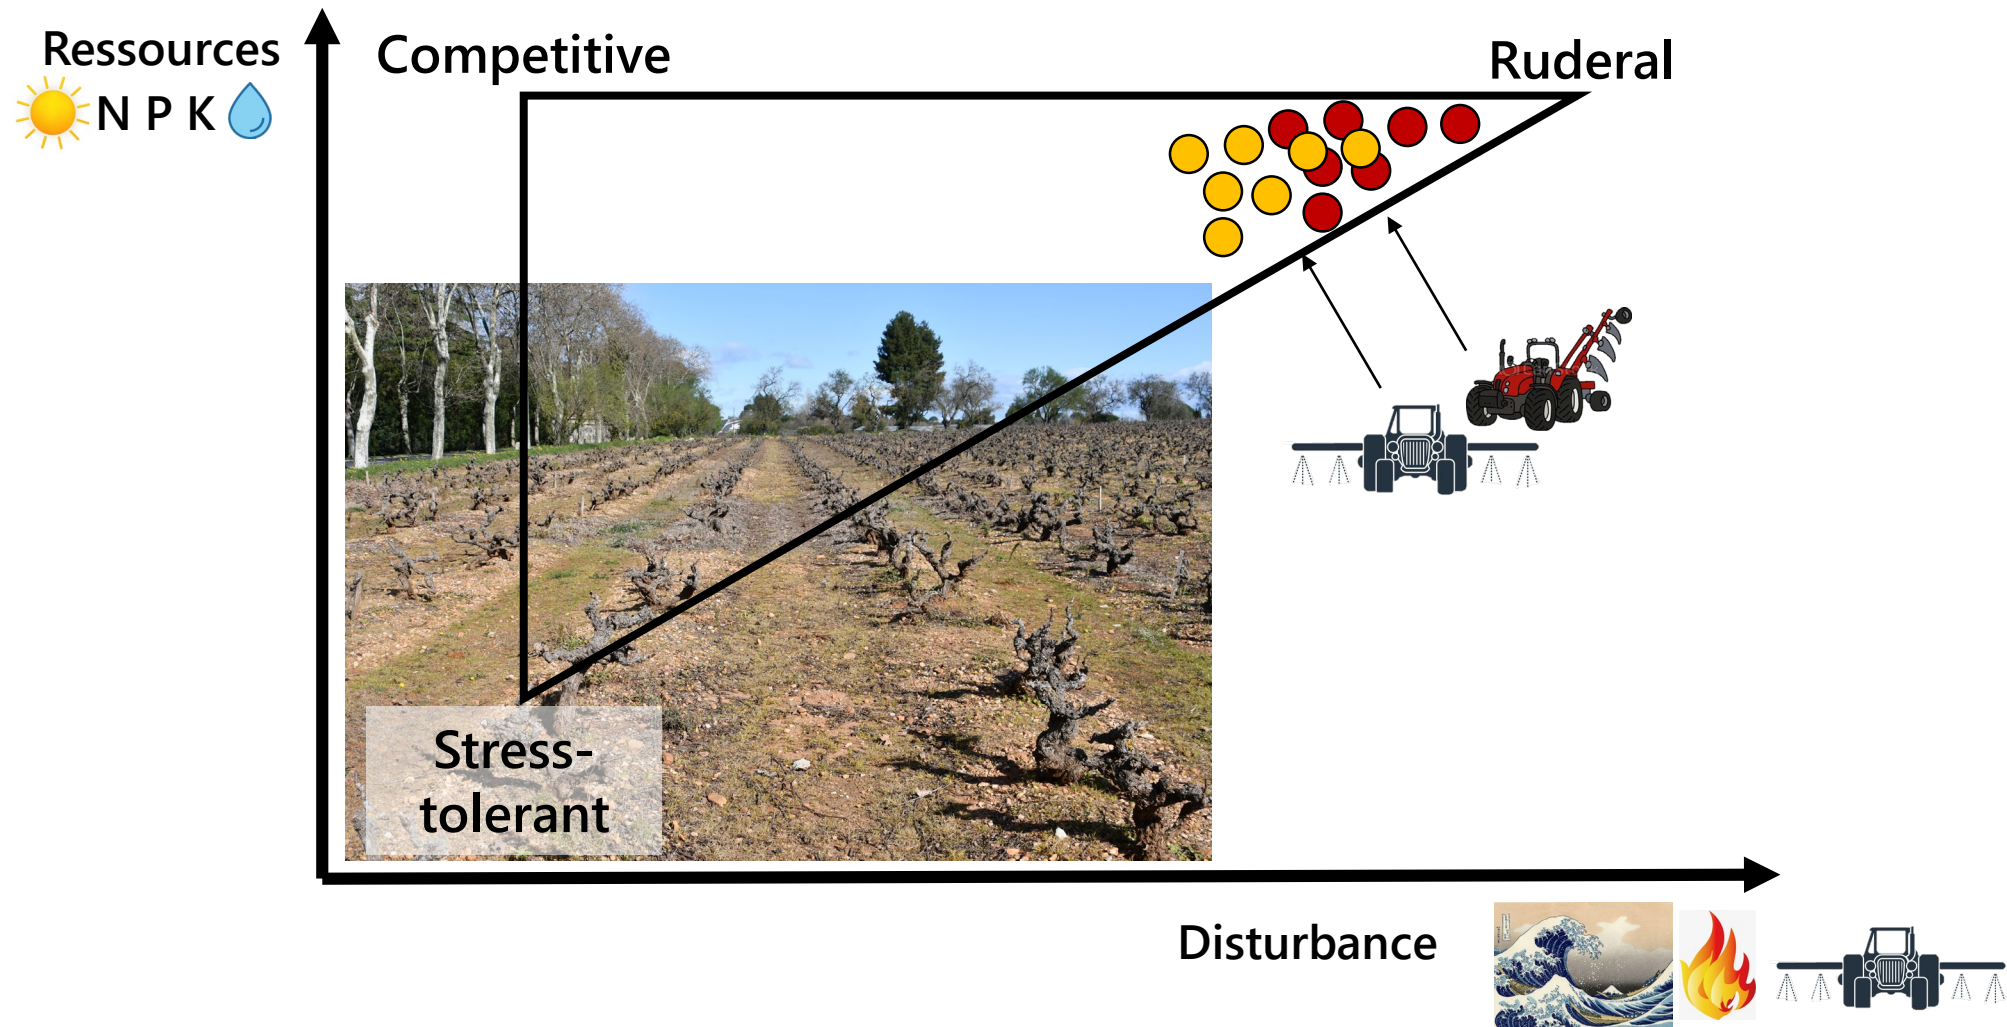 Ressources
N P K
Competitive
Ruderal
Stress-
tolerant
Disturbance